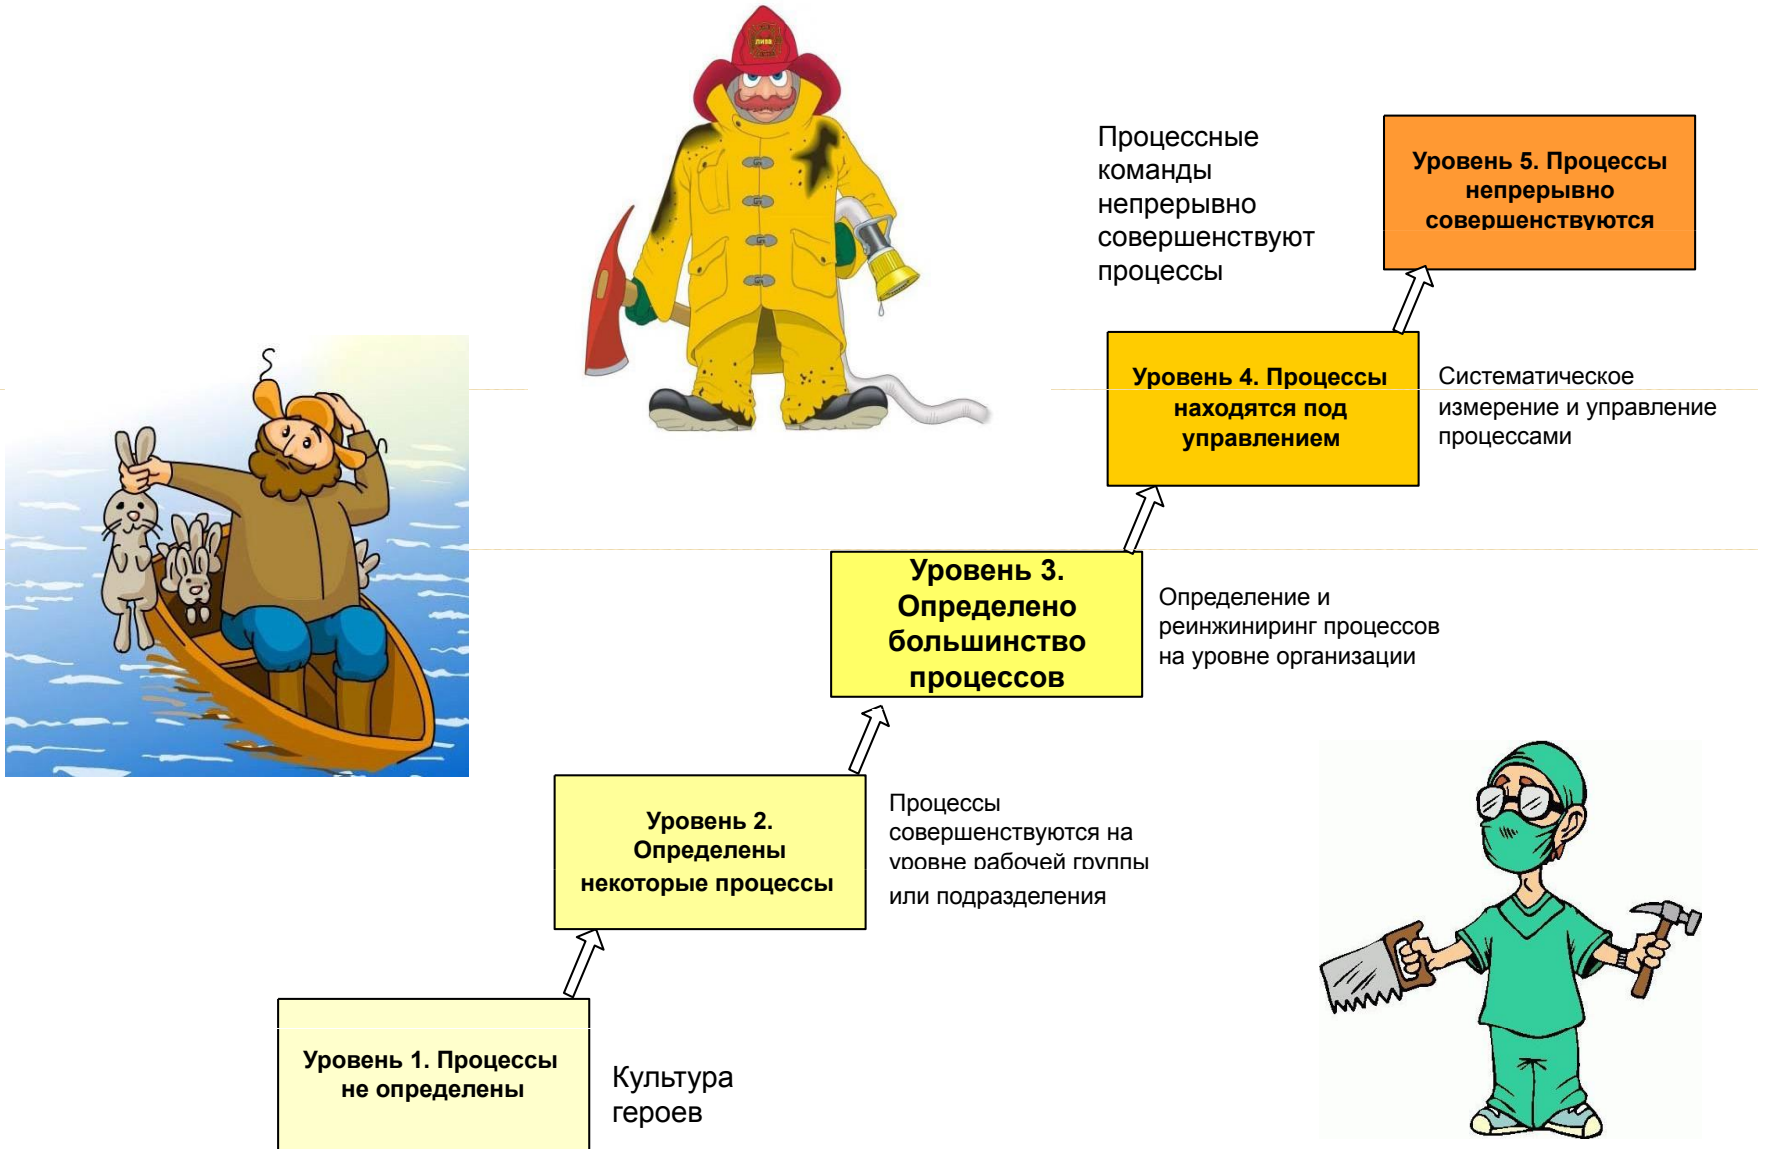 Процессные
команды
непрерывно
совершенствуют
процессы
Уровень 5. Процессы
непрерывно
совершенствуются
Уровень 4. Процессы
находятся под
управлением
Систематическое
измерение и управление
процессами
Уровень 3.
Определено
большинство
процессов
Определение и
реинжиниринг процессов
на уровне организации
Уровень 2.
Определены
некоторые процессы
Процессы
совершенствуются на
уровне рабочей группы
или подразделения
Уровень 1. Процессы
не определены
Культура
героев